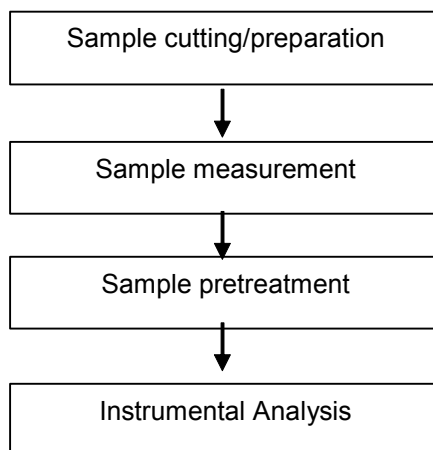 Sample cutting/preparation
Sample measurement
Sample pretreatment
Instrumental Analysis